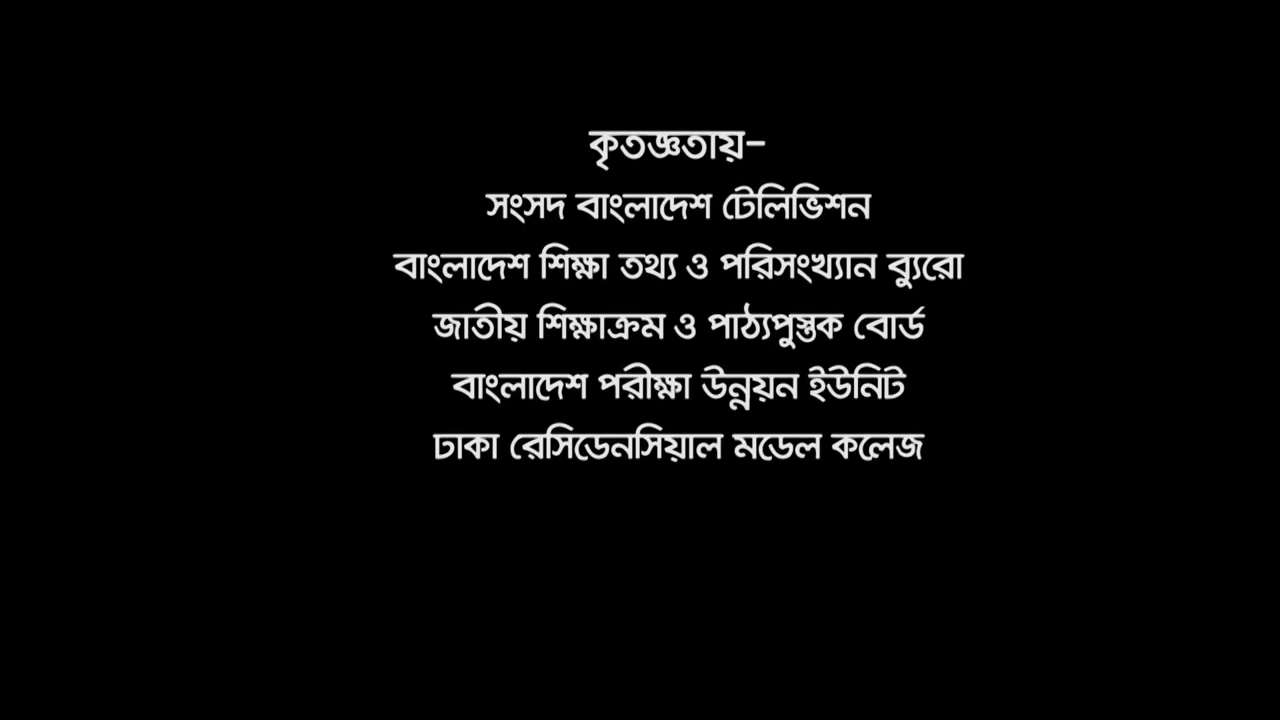 কৃতজ্ঞতায়-
সংসদ বাংলাদেশ টেলিভিশন
বাংলাদেশ শিক্ষা তথ্য ও পরিসংখ্যান ব্যুরো
জাতীয় শিক্ষাক্রম ও পাঠ্যপুস্তক বোর্ড
বাংলাদেশ পরীক্ষা উন্নয়ন ইউনিট
ঢাকা রেসিডেনসিয়াল মডেল কলেজ